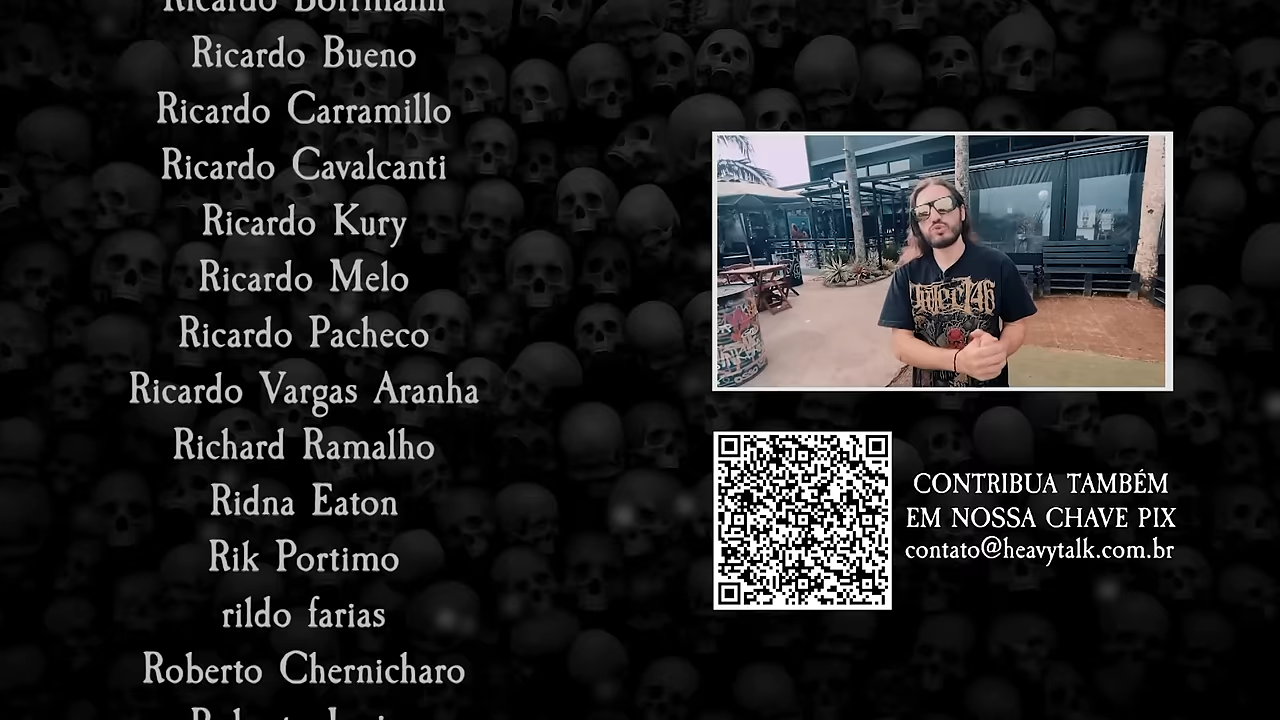 Ricardo Bueno
Ricardo Carramillo
Ricardo Cavalcanti
Ricardo Kury
Ricardo Melo
Ricardo Pacheco
Ricardo Vargas Aranha
Richard Ramalho
Ridna Eaton
Rik Portimo
rildo farias
Roberto Chernicharo
CONTRIBUA TAMBÉM
EM NOSSA CHAVE PIX
contato@heavytalk.com.br